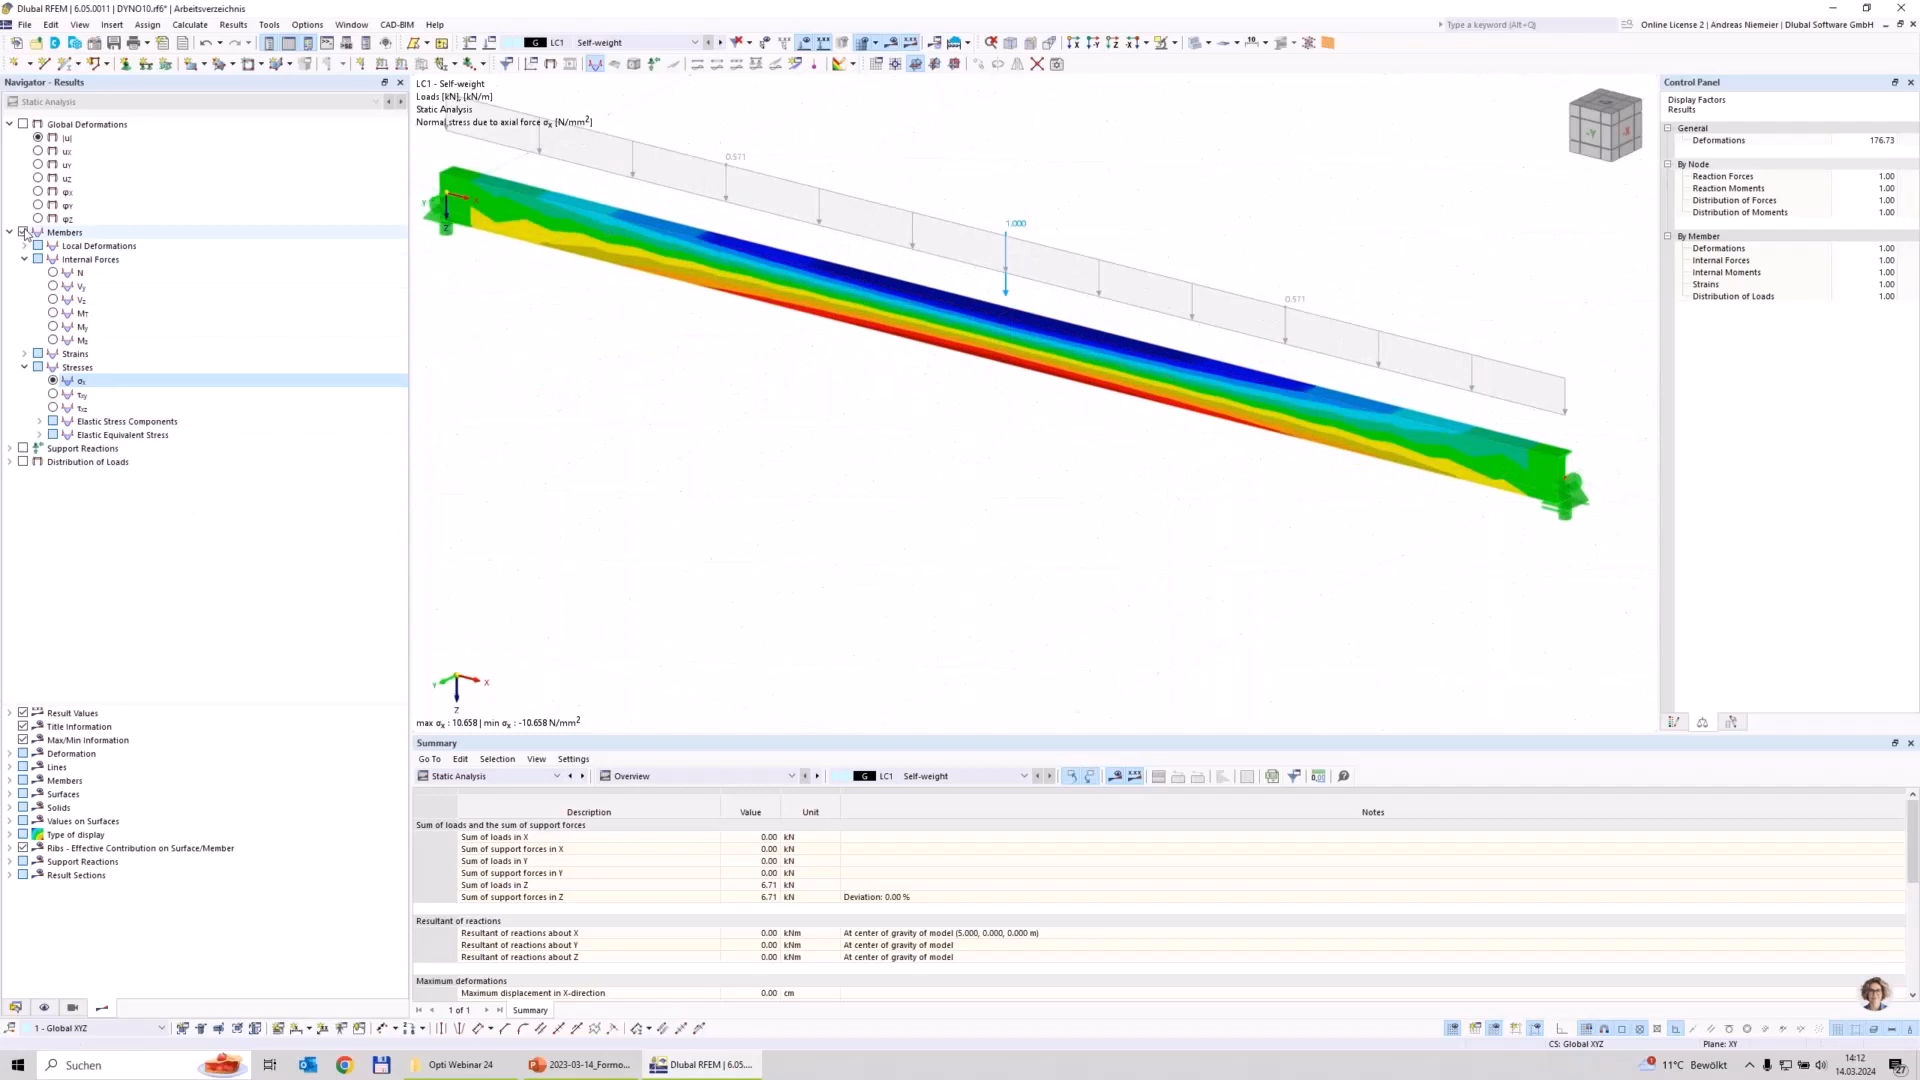 Dlubal RFEM | 6.05.0011 | DYNO10.rf6* | Arbeitsverzeichnis
File Edit View Insert Assign Calculate Results Tools Options Window CAD-BIM Help
Type a keyword (Alt+Q)
Online License 2 | Andreas Niemeier | Dlubal Software GmbH
G LC1 Self-weight
Navigator - Results
Static Analysis
Global Deformations
|u|
uX
uY
uZ
φX
φY
φZ
Members
Local Deformations
Internal Forces
N
Vy
Vz
MT
My
Mz
Strains
Stresses
σx
τxy
τxz
Elastic Stress Components
Elastic Equivalent Stress
Support Reactions
Distribution of Loads
Result Values
Title Information
Max/Min Information
Deformation
Lines
Members
Surfaces
Solids
Values on Surfaces
Type of display
Ribs - Effective Contribution on Surface/Member
Support Reactions
Result Sections
LC1 - Self-weight
Loads [kN], [kN/m]
Static Analysis
Normal stress due to axial force σx [N/mm²]
0.571
1.000
0.571
X
Y
Z
max σx : 10.658 | min σx : -10.658 N/mm²
Control Panel
Display Factors
Results
General
Deformations 176.73
By Node
Reaction Forces 1.00
Reaction Moments 1.00
Distribution of Forces 1.00
Distribution of Moments 1.00
By Member
Deformations 1.00
Internal Forces 1.00
Internal Moments 1.00
Strains 1.00
Distribution of Loads 1.00
Summary
Go To Edit Selection View Settings
Static Analysis Overview G LC1 Self-weight
Description Value Unit Notes
Sum of loads and the sum of support forces
Sum of loads in X 0.00 kN
Sum of support forces in X 0.00 kN
Sum of loads in Y 0.00 kN
Sum of support forces in Y 0.00 kN
Sum of loads in Z 6.71 kN
Sum of support forces in Z 6.71 kN Deviation: 0.00 %
Resultant of reactions
Resultant of reactions about X 0.00 kNm At center of gravity of model (5.000, 0.000, 0.000 m)
Resultant of reactions about Y 0.00 kNm At center of gravity of model
Resultant of reactions about Z 0.00 kNm At center of gravity of model
Maximum deformations
Maximum displacement in X-direction 0.00 cm
1 of 1 Summary
1 - Global XYZ
CS: Global XYZ Plane: XY
Suchen
Opti Webinar 24
2023-03-14_Formo...
Dlubal RFEM | 6.05....
11°C Bewölkt
14:12
14.03.2024
27